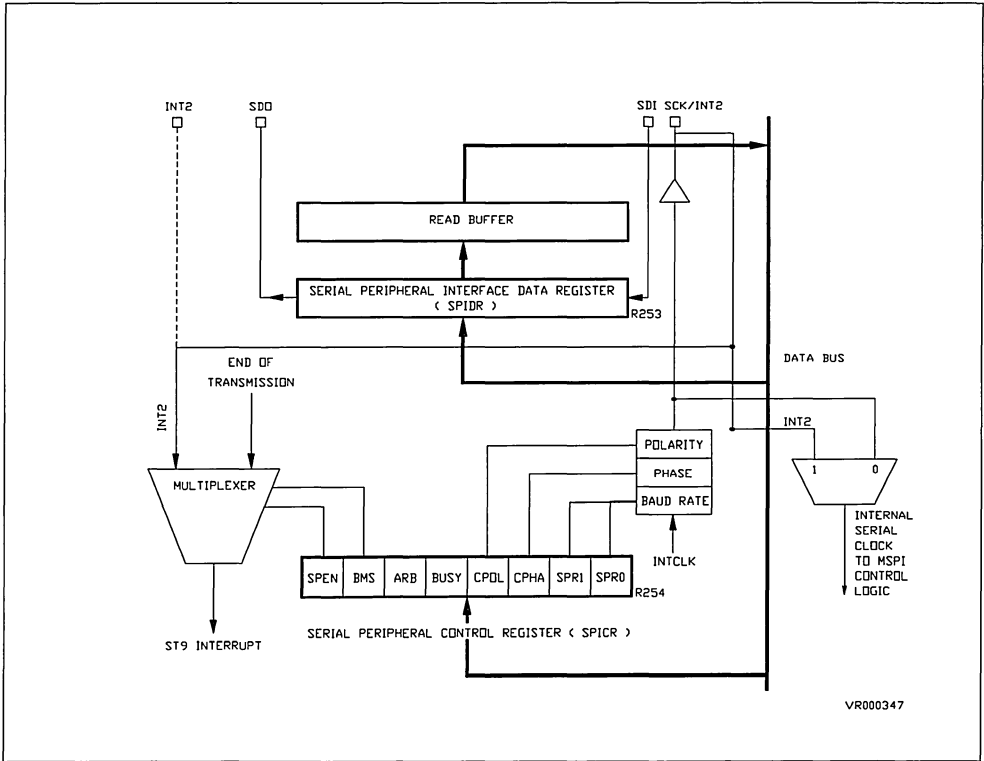 INT2 SDO SDI SCK/INT2
READ BUFFER
SERIAL PERIPHERAL INTERFACE DATA REGISTER
( SPIDR )
R253
END OF
TRANSMISSION
DATA BUS
INT2
INT2
POLARITY
PHASE
BAUD RATE
MULTIPLEXER
1 0
INTCLK
INTERNAL
SERIAL
CLOCK
TO MSPI
CONTROL
LOGIC
SPEN BMS ARB BUSY CPOL CPHA SPR1 SPR0
R254
SERIAL PERIPHERAL CONTROL REGISTER ( SPICR )
ST9 INTERRUPT
VR000347